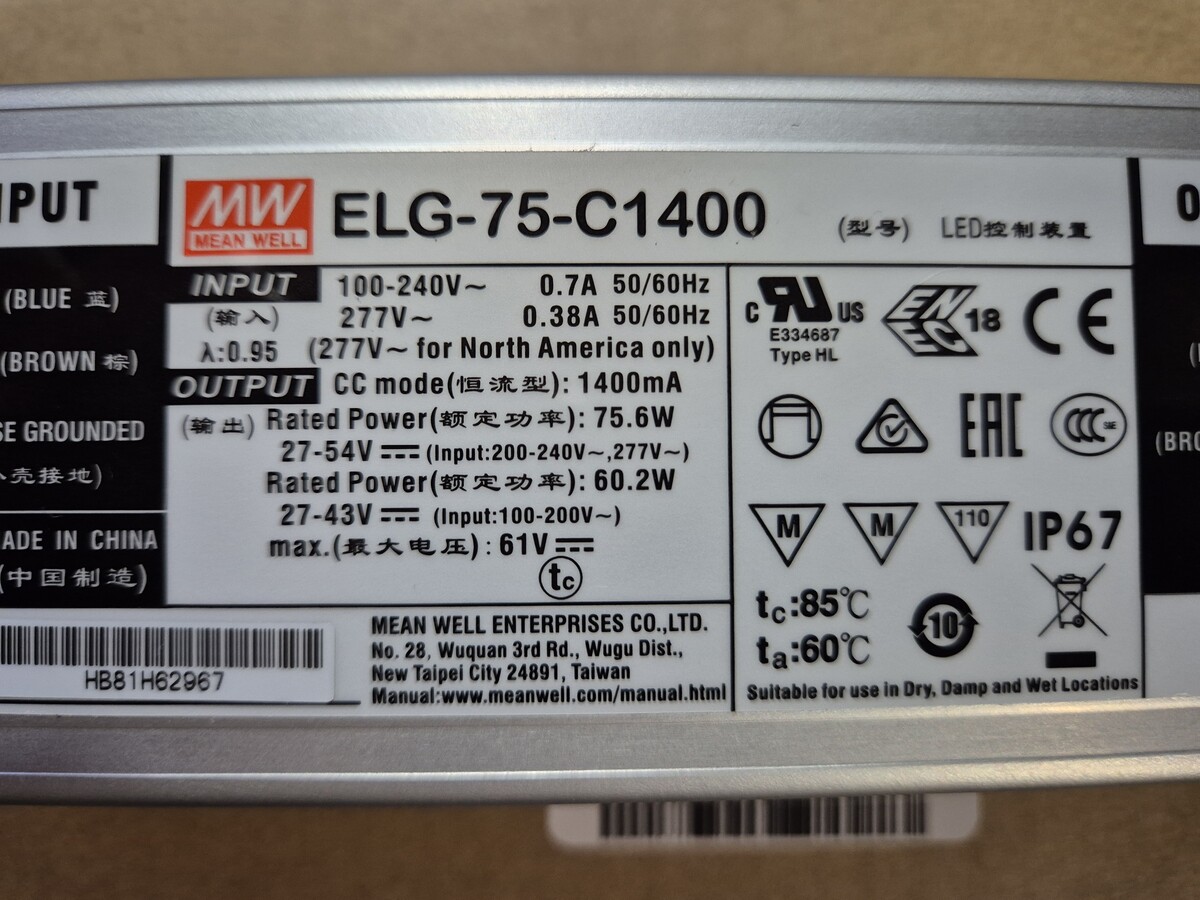 MW
MEAN WELL
ELG-75-C1400
(型号) LED控制装置
(BLUE 蓝)
(BROWN 棕)
GROUNDED
壳接地)
IN CHINA
(中国制造)
HB81H62967
INPUT 100-240V~ 0.7A 50/60Hz
(输入) 277V~ 0.38A 50/60Hz
λ:0.95 (277V~ for North America only)
OUTPUT CC mode(恒流型): 1400mA
(输出) Rated Power(额定功率): 75.6W
27-54V ⎓ (Input:200-240V~,277V~)
Rated Power(额定功率): 60.2W
27-43V ⎓ (Input:100-200V~)
max.(最大电压): 61V⎓
tc
MEAN WELL ENTERPRISES CO.,LTD.
No. 28, Wuquan 3rd Rd., Wugu Dist.,
New Taipei City 24891, Taiwan
Manual:www.meanwell.com/manual.html
C RU US
E334687
Type HL
ENEC 18
CE
EAC
CCC S&E
M M 110 IP67
tc:85℃
ta:60℃
10
Suitable for use in Dry, Damp and Wet Locations